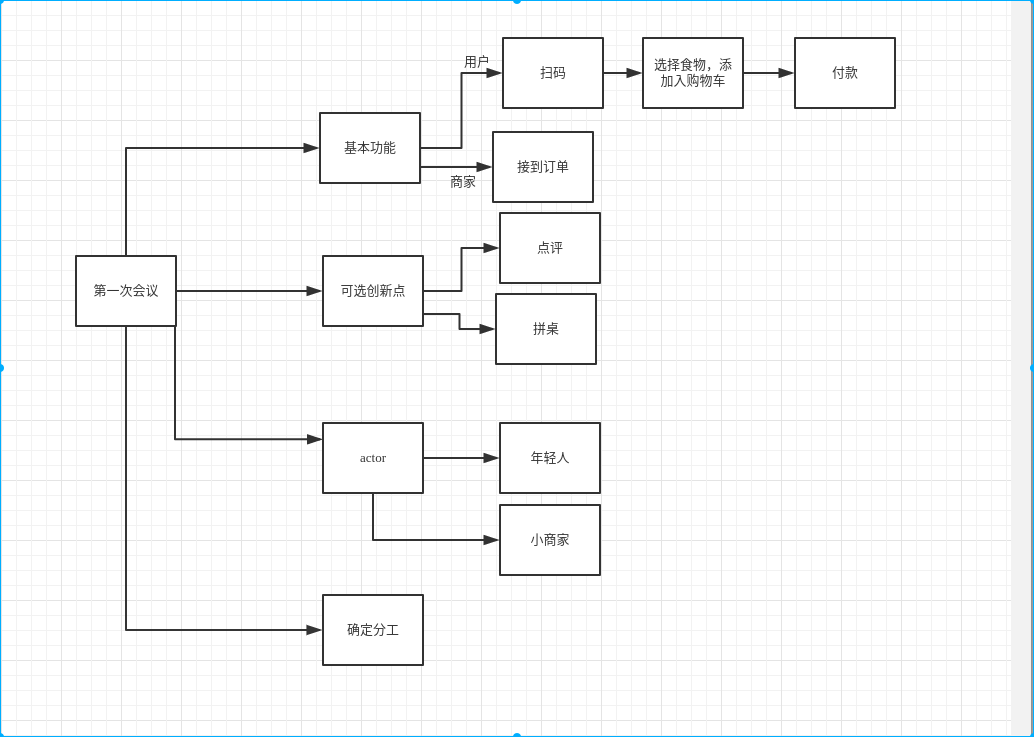 用户
扫码
选择食物，添
加入购物车
付款
基本功能
接到订单
商家
点评
第一次会议
可选创新点
拼桌
actor
年轻人
小商家
确定分工